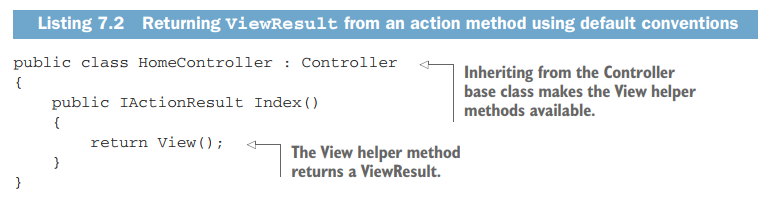 Listing 7.2 Returning ViewResult from an action method using default conventions
public class HomeController : Controller
{
public IActionResult Index()
{
return View();
}
}
Inheriting from the Controller
base class makes the View helper
methods available.
The View helper method
returns a ViewResult.